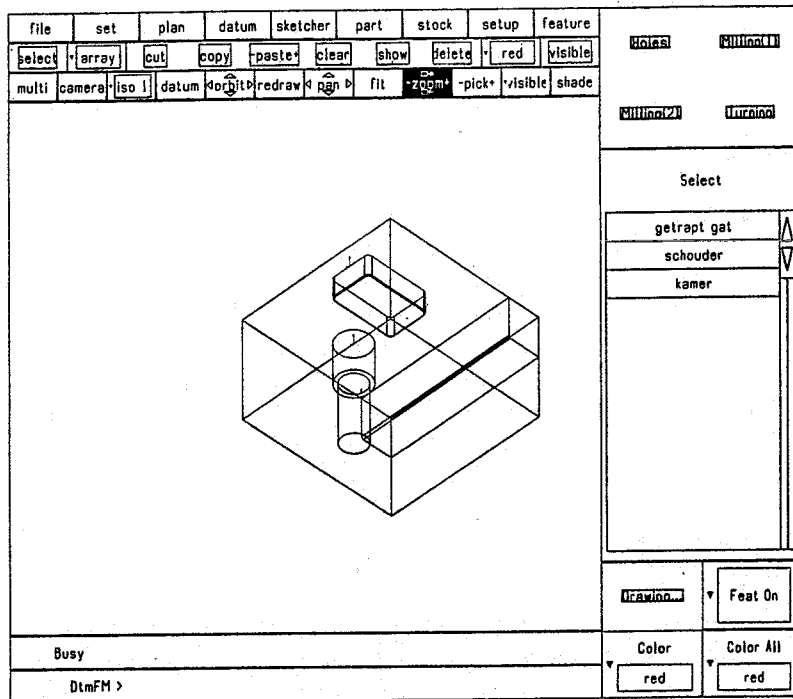 file set plan datum sketcher part stock setup feature
select array cut copy -paste+ clear show delete red visible
multi camera iso 1 datum orbit redraw pan fit -zoom+ -pick+ visible shade
Holes Milling(1)
Milling(2) Turning
Select
getrapt gat
schouder
kamer
Drawing... Feat On
Color Color All
red red
Busy
DtmFM >